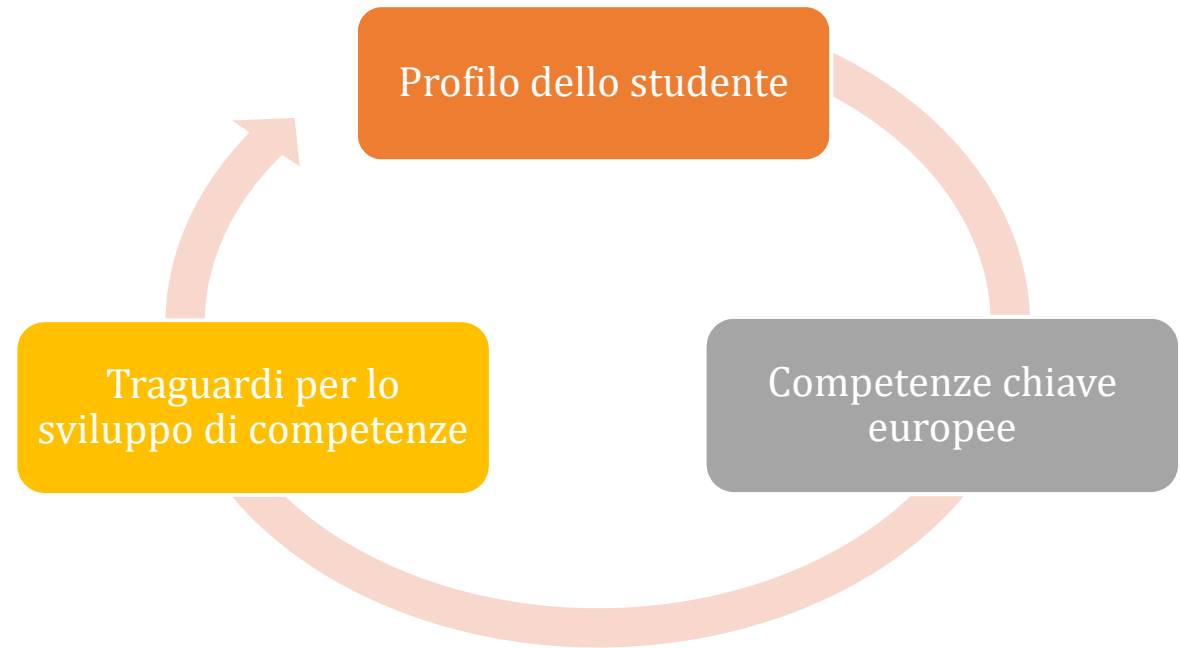 Profilo dello studente
Traguardi per lo
sviluppo di competenze
Competenze chiave
europee